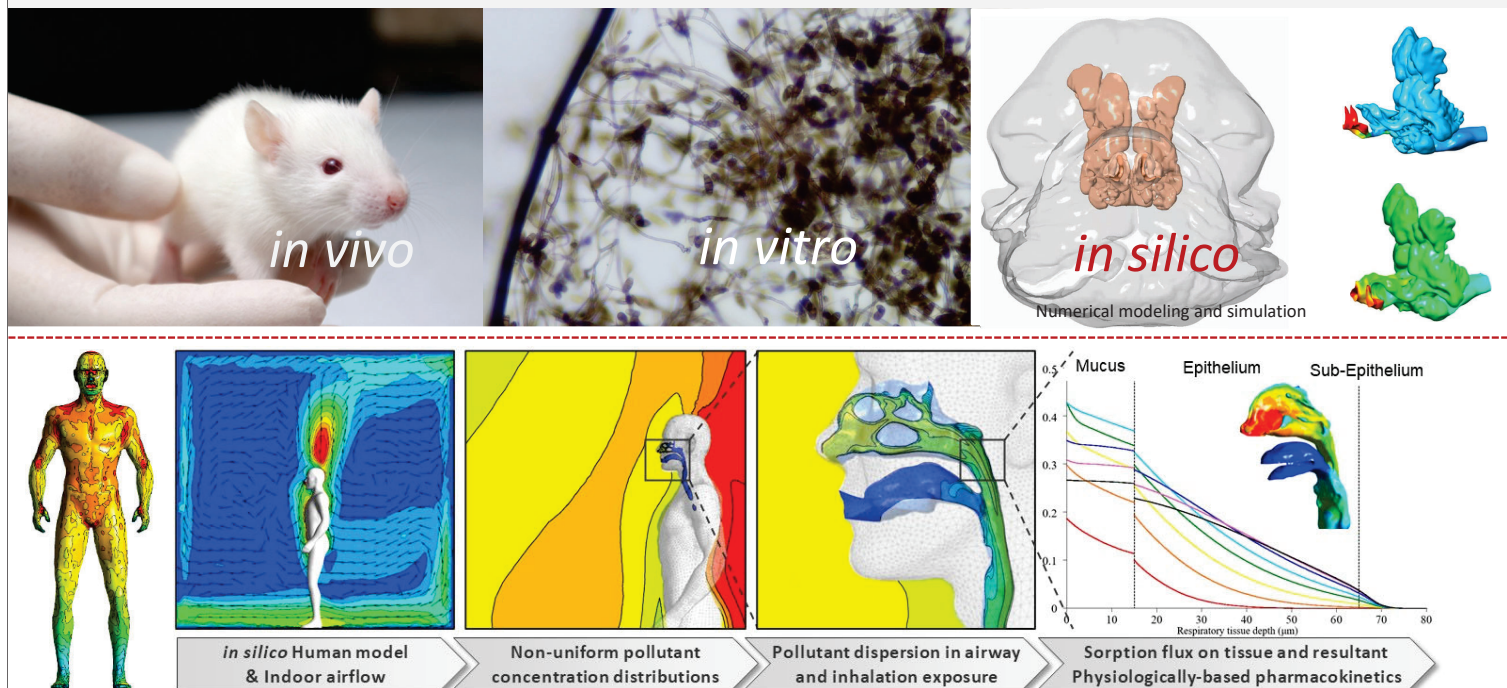 in vivo
in vitro
in silico
Numerical modeling and simulation
Mucus
Epithelium
Sub-Epithelium
0.5
0.4
0.3
0.2
0.1
0
0
10
20
30
40
50
60
70
80
Respiratory tissue depth (μm)
in silico Human model
& Indoor airflow
Non-uniform pollutant
concentration distributions
Pollutant dispersion in airway
and inhalation exposure
Sorption flux on tissue and resultant
Physiologically-based pharmacokinetics